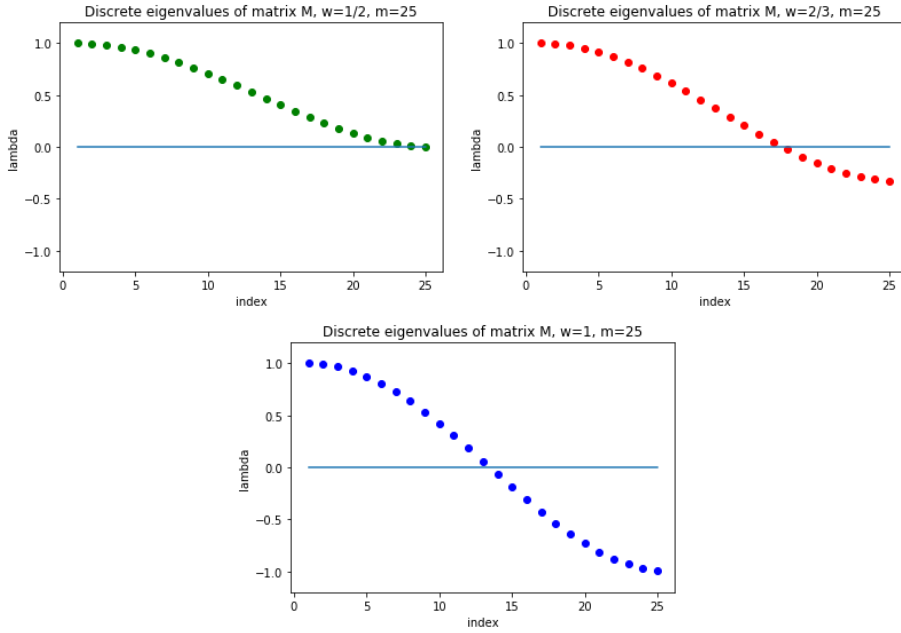 Discrete eigenvalues of matrix M, w=1/2, m=25
1.0
0.5
0.0
−0.5
−1.0
lambda
0 5 10 15 20 25
index
Discrete eigenvalues of matrix M, w=2/3, m=25
1.0
0.5
0.0
−0.5
−1.0
lambda
0 5 10 15 20 25
index
Discrete eigenvalues of matrix M, w=1, m=25
1.0
0.5
0.0
−0.5
−1.0
lambda
0 5 10 15 20 25
index